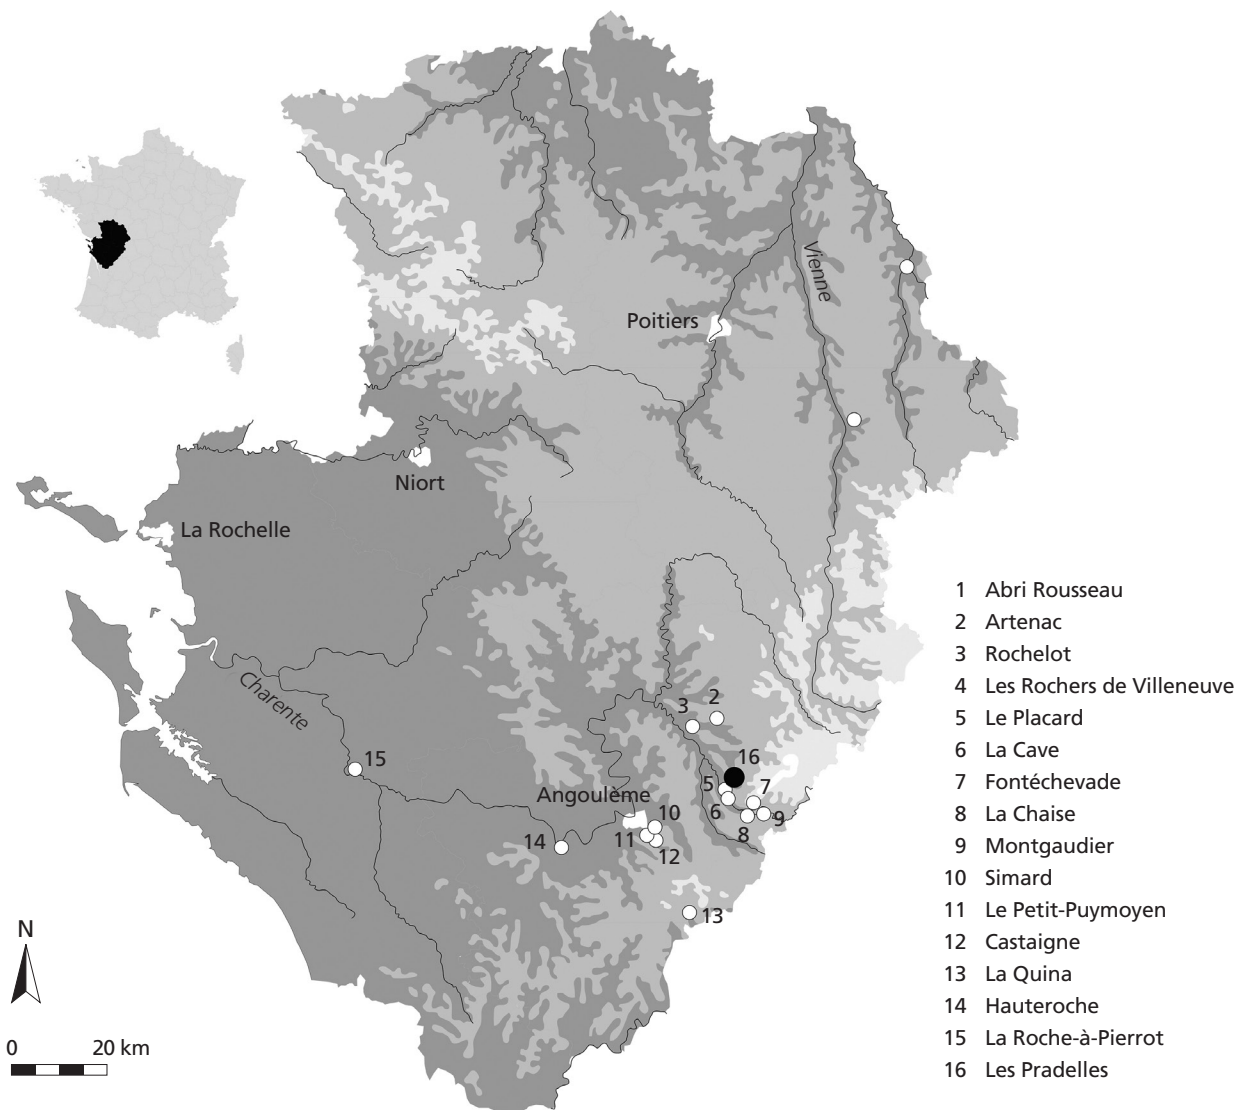 Poitiers
Vienne
Niort
La Rochelle
Charente
Angoulème
3
2
16
5
7
6
8
9
15
10
11
12
14
13
N
0 20 km
1 Abri Rousseau
2 Artenac
3 Rochelot
4 Les Rochers de Villeneuve
5 Le Placard
6 La Cave
7 Fontéchevade
8 La Chaise
9 Montgaudier
10 Simard
11 Le Petit-Puymoyen
12 Castaigne
13 La Quina
14 Hauteroche
15 La Roche-à-Pierrot
16 Les Pradelles